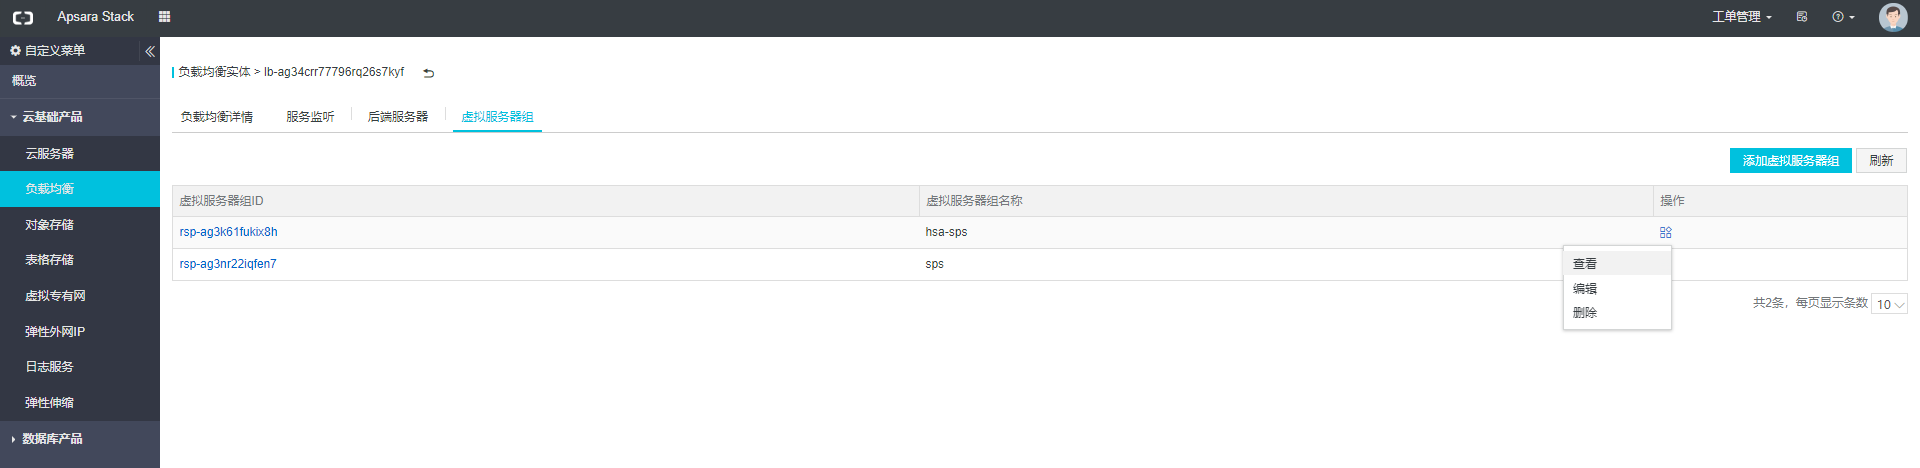 Apsara Stack
工单管理
自定义菜单
概览
云基础产品
云服务器
负载均衡
对象存储
表格存储
虚拟专有网
弹性外网IP
日志服务
弹性伸缩
数据库产品
负载均衡实体 > lb-ag34crr77796rq26s7kyf
负载均衡详情 服务监听 后端服务器 虚拟服务器组
添加虚拟服务器组 刷新
虚拟服务器组ID 虚拟服务器组名称 操作
rsp-ag3k61fukix8h hsa-sps
rsp-ag3nr22iqfen7 sps
查看
编辑
删除
共2条，每页显示条数 10